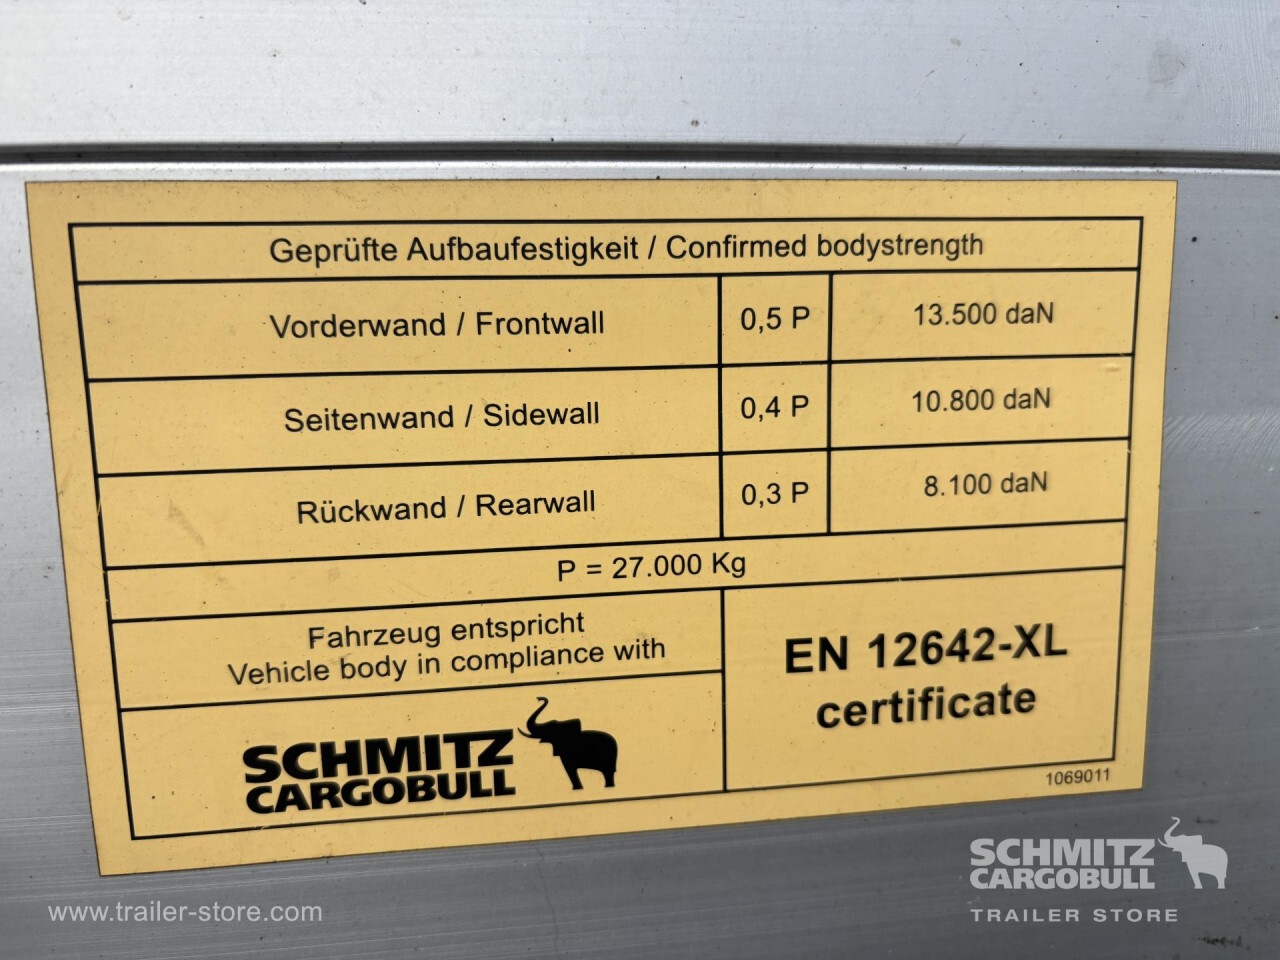 Geprüfte Aufbaufestigkeit / Confirmed bodystrength
Vorderwand / Frontwall 0,5 P 13.500 daN
Seitenwand / Sidewall 0,4 P 10.800 daN
Rückwand / Rearwall 0,3 P 8.100 daN
P = 27.000 Kg
Fahrzeug entspricht
Vehicle body in compliance with
EN 12642-XL
certificate
SCHMITZ
CARGOBULL
1069011
SCHMITZ
CARGOBULL
TRAILER STORE
www.trailer-store.com